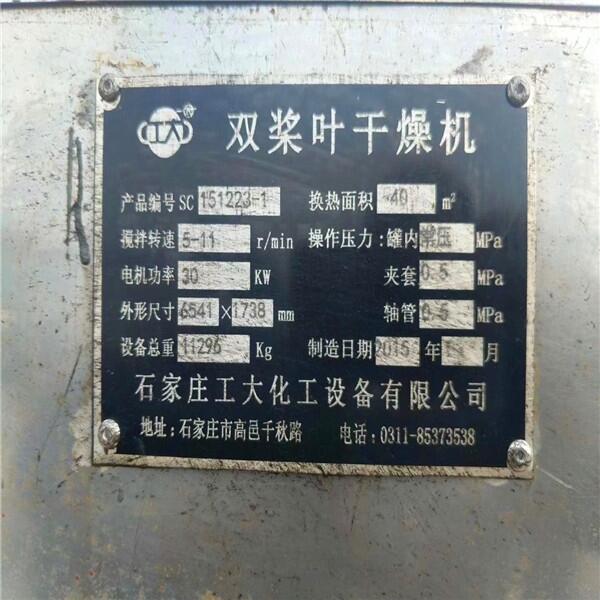 工大®
双桨叶干燥机
产品编号 SC 151223-1 换热面积 40 m²
搅拌转速 5-11 r/min 操作压力:罐内 常压 MPa
电机功率 30 KW 夹套 0.5 MPa
外形尺寸 6541 × 1738 mm 轴管 0.5 MPa
设备总重 11296 Kg 制造日期 2015 年 月
石家庄工大化工设备有限公司
地址:石家庄市高邑千秋路 电话:0311-85373538